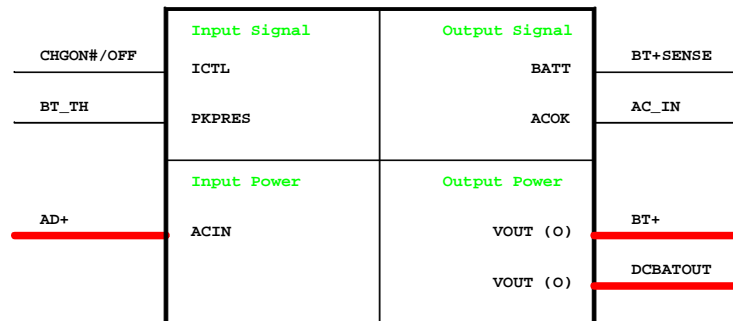 Input Signal Output Signal
CHGON#/OFF ICTL BATT BT+SENSE
BT_TH PKPRES ACOK AC_IN
Input Power Output Power
AD+ ACIN VOUT (O) BT+
VOUT (O) DCBATOUT